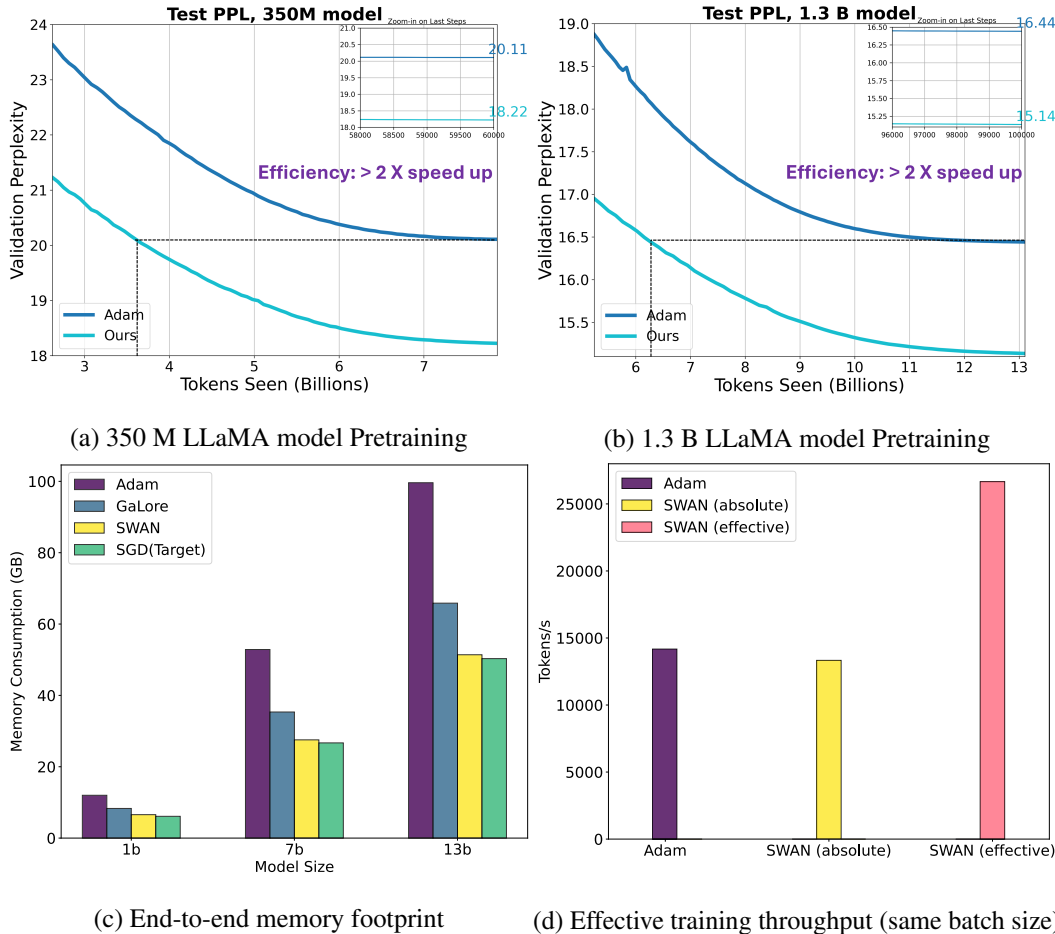 Test PPL, 350M model
Zoom-in on Last Steps
24
23
22
21
20
19
18
Validation Perplexity
21.0
20.5
20.0
19.5
19.0
18.5
18.0
58000 58500 59000 59500 60000
20.11
18.22
Efficiency: > 2 X speed up
Adam
Ours
3 4 5 6 7
Tokens Seen (Billions)
(a) 350 M LLaMA model Pretraining
Test PPL, 1.3 B model
Zoom-in on Last Steps
19.0
18.5
18.0
17.5
17.0
16.5
16.0
15.5
Validation Perplexity
16.50
16.25
16.00
15.75
15.50
15.25
96000 97000 98000 99000 100000
16.44
15.14
Efficiency: > 2 X speed up
Adam
Ours
6 7 8 9 10 11 12 13
Tokens Seen (Billions)
(b) 1.3 B LLaMA model Pretraining
100
80
60
40
20
0
Memory Consumption (GB)
Adam
GaLore
SWAN
SGD(Target)
1b 7b 13b
Model Size
(c) End-to-end memory footprint
25000
20000
15000
10000
5000
0
Tokens/s
Adam
SWAN (absolute)
SWAN (effective)
Adam SWAN (absolute) SWAN (effective)
(d) Effective training throughput (same batch size)